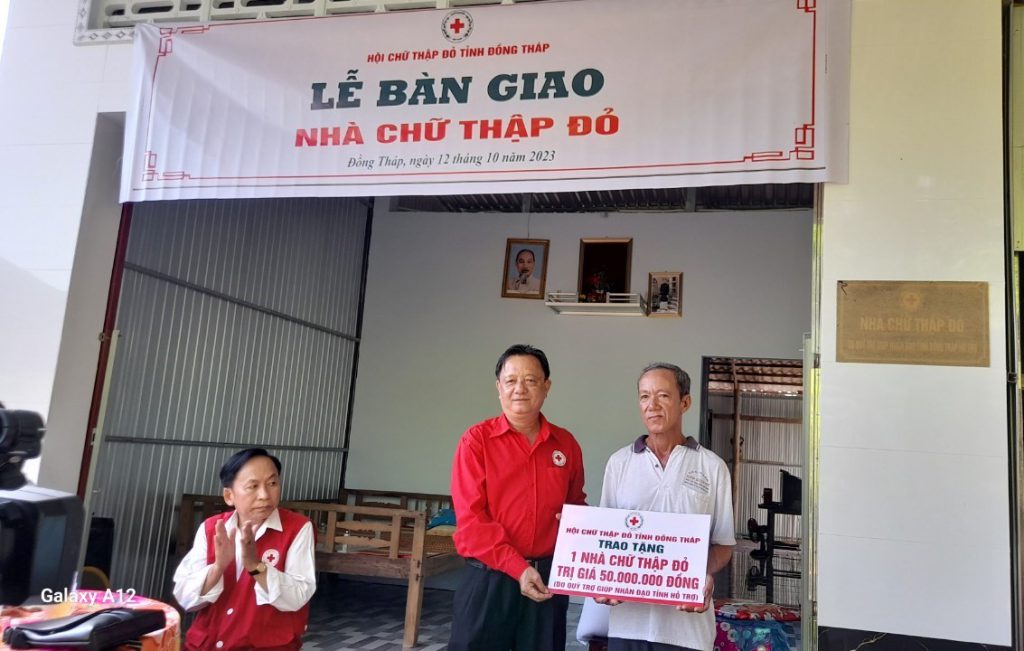 HỘI CHỮ THẬP ĐỎ TỈNH ĐỒNG THÁP
LỄ BÀN GIAO
NHÀ CHỮ THẬP ĐỎ
Đồng Tháp, ngày 12 tháng 10 năm 2023
NHÀ CHỮ THẬP ĐỎ
HỘI CHỮ THẬP ĐỎ TỈNH ĐỒNG THÁP
TRAO TẶNG
1 NHÀ CHỮ THẬP ĐỎ
TRỊ GIÁ 50.000.000 ĐỒNG
(DO QUỸ TRỢ GIÚP NHÂN ĐẠO TỈNH HỖ TRỢ)
Galaxy A12